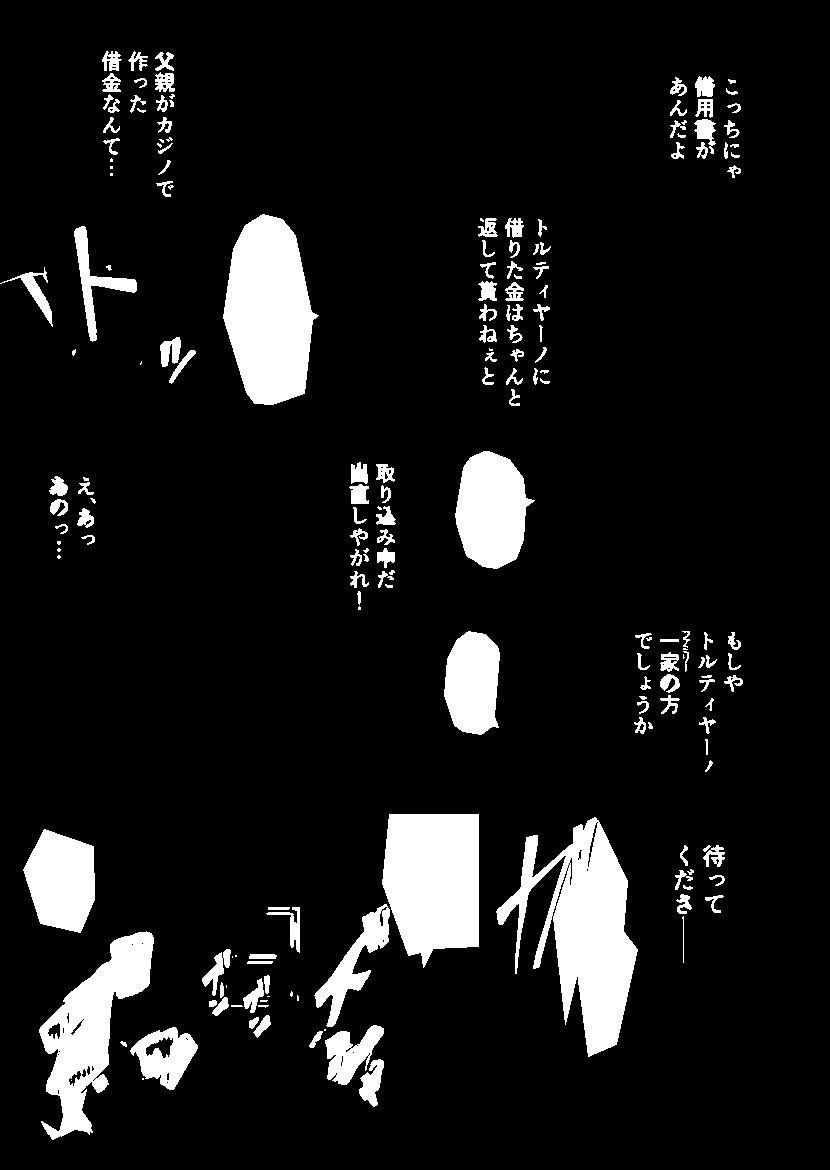 こっちにゃ
借用書が
あんだよ
父親がカジノで
作った
借金なんて…
トルティヤーノに
借りた金はちゃんと
返して貰わねぇと
ドッ
取り込み中だ
出直しやがれ!
え、あっ
あのっ…
もしや
トルティヤーノ
一家の方
ファミリー
でしょうか
待って
くださ──